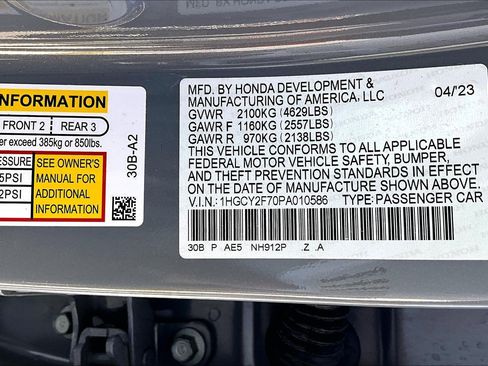 INFORMATION
FRONT 2 REAR 3
er exceed 385kg or 850lbs.
SEE OWNER'S
MANUAL FOR
ADDITIONAL
INFORMATION
5PSI
2PSI
30B-A2
MFD. BY HONDA DEVELOPMENT &
MANUFACTURING OF AMERICA, LLC 04/'23
GVWR 2100KG(4629LBS)
GAWR F 1160KG(2557LBS)
GAWR R 970KG(2138LBS)
THIS VEHICLE CONFORMS TO ALL APPLICABLE
FEDERAL MOTOR VEHICLE SAFETY, BUMPER,
AND THEFT PREVENTION STANDARDS IN EFFECT
ON THE DATE OF MANUFACTURE SHOWN ABOVE.
V.I.N.: 1HGCY2F70PA010586 TYPE: PASSENGER CAR
30B P AE5 NH912P .Z .A